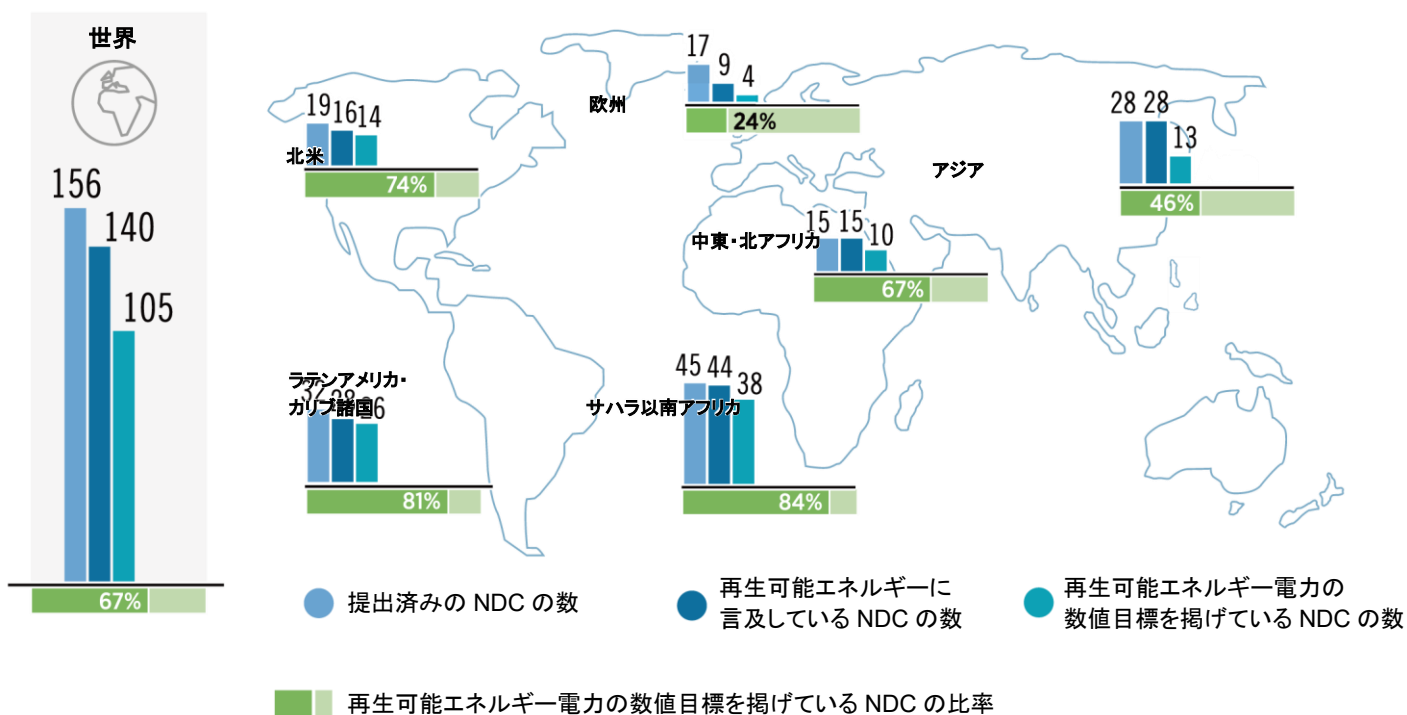 世界
156
140
105
67%
19 16 14
北米
74%
17
9
4
欧州
24%
アジア
28 28
13
46%
中東・北アフリカ
15 15
10
67%
ラテンアメリカ・
カリブ諸国
26
81%
サハラ以南アフリカ
45 44
38
84%
提出済みの NDC の数
再生可能エネルギーに
言及している NDC の数
再生可能エネルギー電力の
数値目標を掲げている NDC の数
再生可能エネルギー電力の数値目標を掲げている NDC の比率